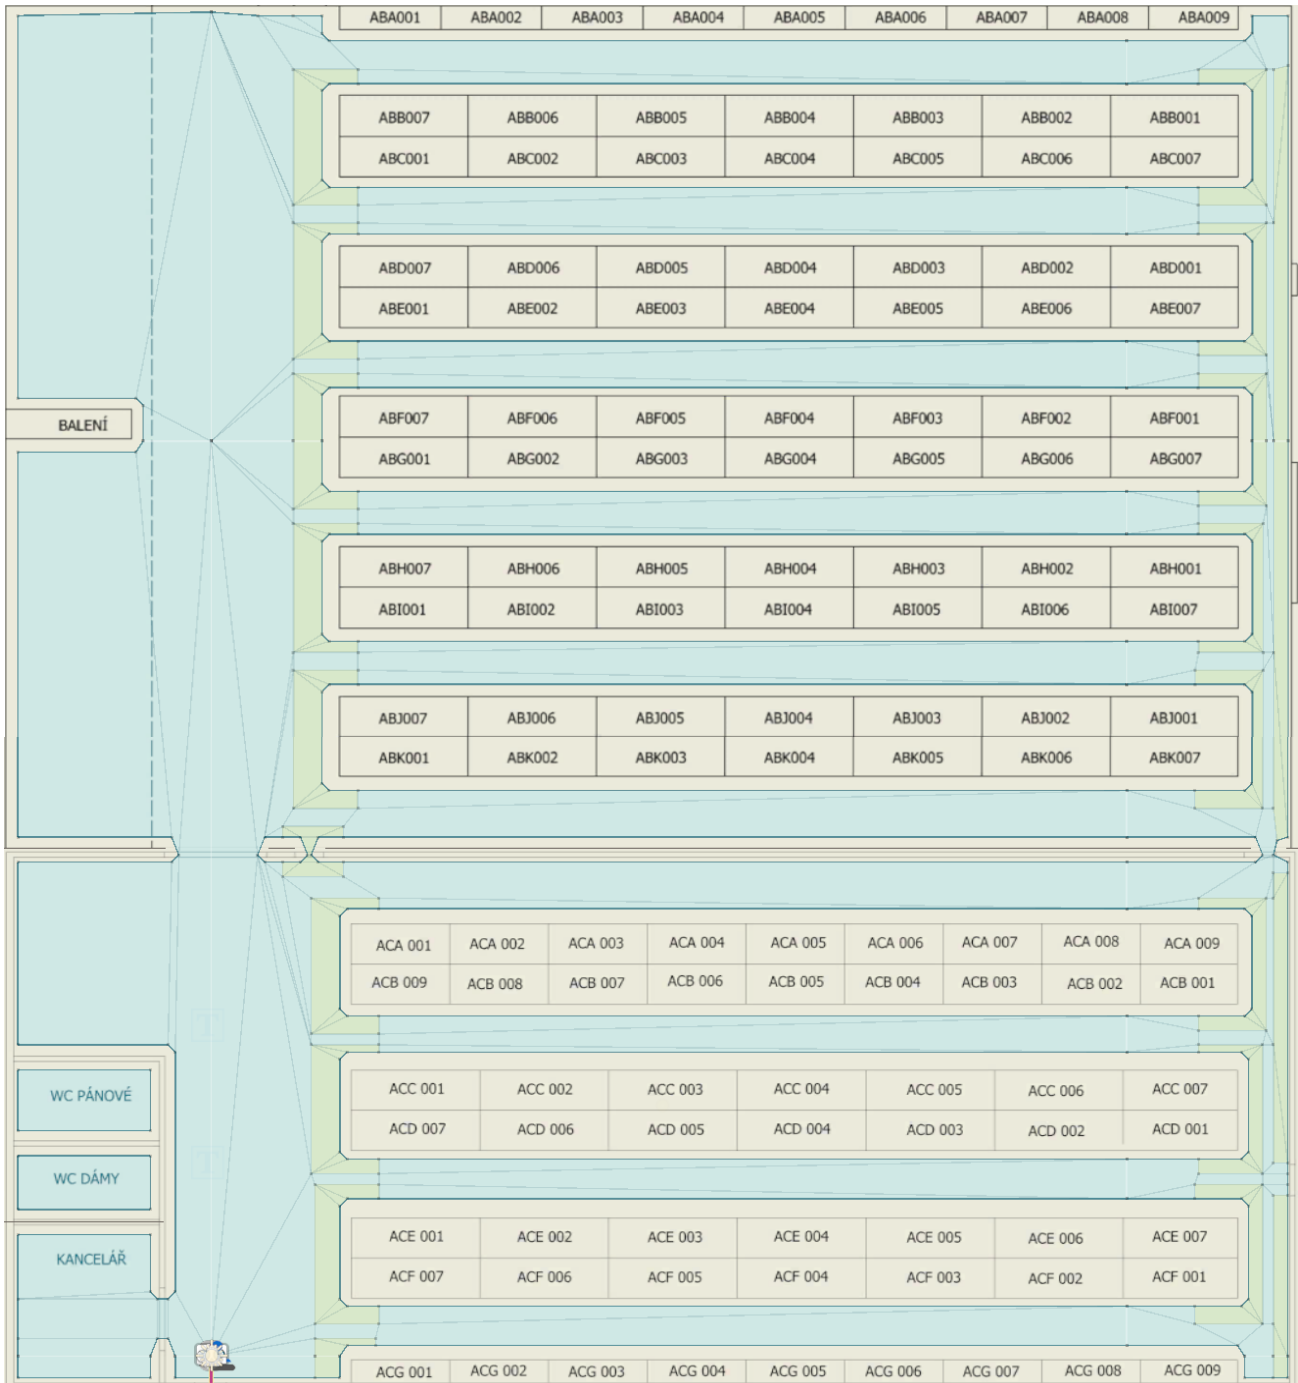 ABA001 ABA002 ABA003 ABA004 ABA005 ABA006 ABA007 ABA008 ABA009
ABB007 ABB006 ABB005 ABB004 ABB003 ABB002 ABB001
ABC001 ABC002 ABC003 ABC004 ABC005 ABC006 ABC007
ABD007 ABD006 ABD005 ABD004 ABD003 ABD002 ABD001
ABE001 ABE002 ABE003 ABE004 ABE005 ABE006 ABE007
BALENÍ
ABF007 ABF006 ABF005 ABF004 ABF003 ABF002 ABF001
ABG001 ABG002 ABG003 ABG004 ABG005 ABG006 ABG007
ABH007 ABH006 ABH005 ABH004 ABH003 ABH002 ABH001
ABI001 ABI002 ABI003 ABI004 ABI005 ABI006 ABI007
ABJ007 ABJ006 ABJ005 ABJ004 ABJ003 ABJ002 ABJ001
ABK001 ABK002 ABK003 ABK004 ABK005 ABK006 ABK007
ACA 001 ACA 002 ACA 003 ACA 004 ACA 005 ACA 006 ACA 007 ACA 008 ACA 009
ACB 009 ACB 008 ACB 007 ACB 006 ACB 005 ACB 004 ACB 003 ACB 002 ACB 001
WC PÁNOVÉ
ACC 001 ACC 002 ACC 003 ACC 004 ACC 005 ACC 006 ACC 007
ACD 007 ACD 006 ACD 005 ACD 004 ACD 003 ACD 002 ACD 001
WC DÁMY
ACE 001 ACE 002 ACE 003 ACE 004 ACE 005 ACE 006 ACE 007
KANCELÁŘ
ACF 007 ACF 006 ACF 005 ACF 004 ACF 003 ACF 002 ACF 001
ACG 001 ACG 002 ACG 003 ACG 004 ACG 005 ACG 006 ACG 007 ACG 008 ACG 009